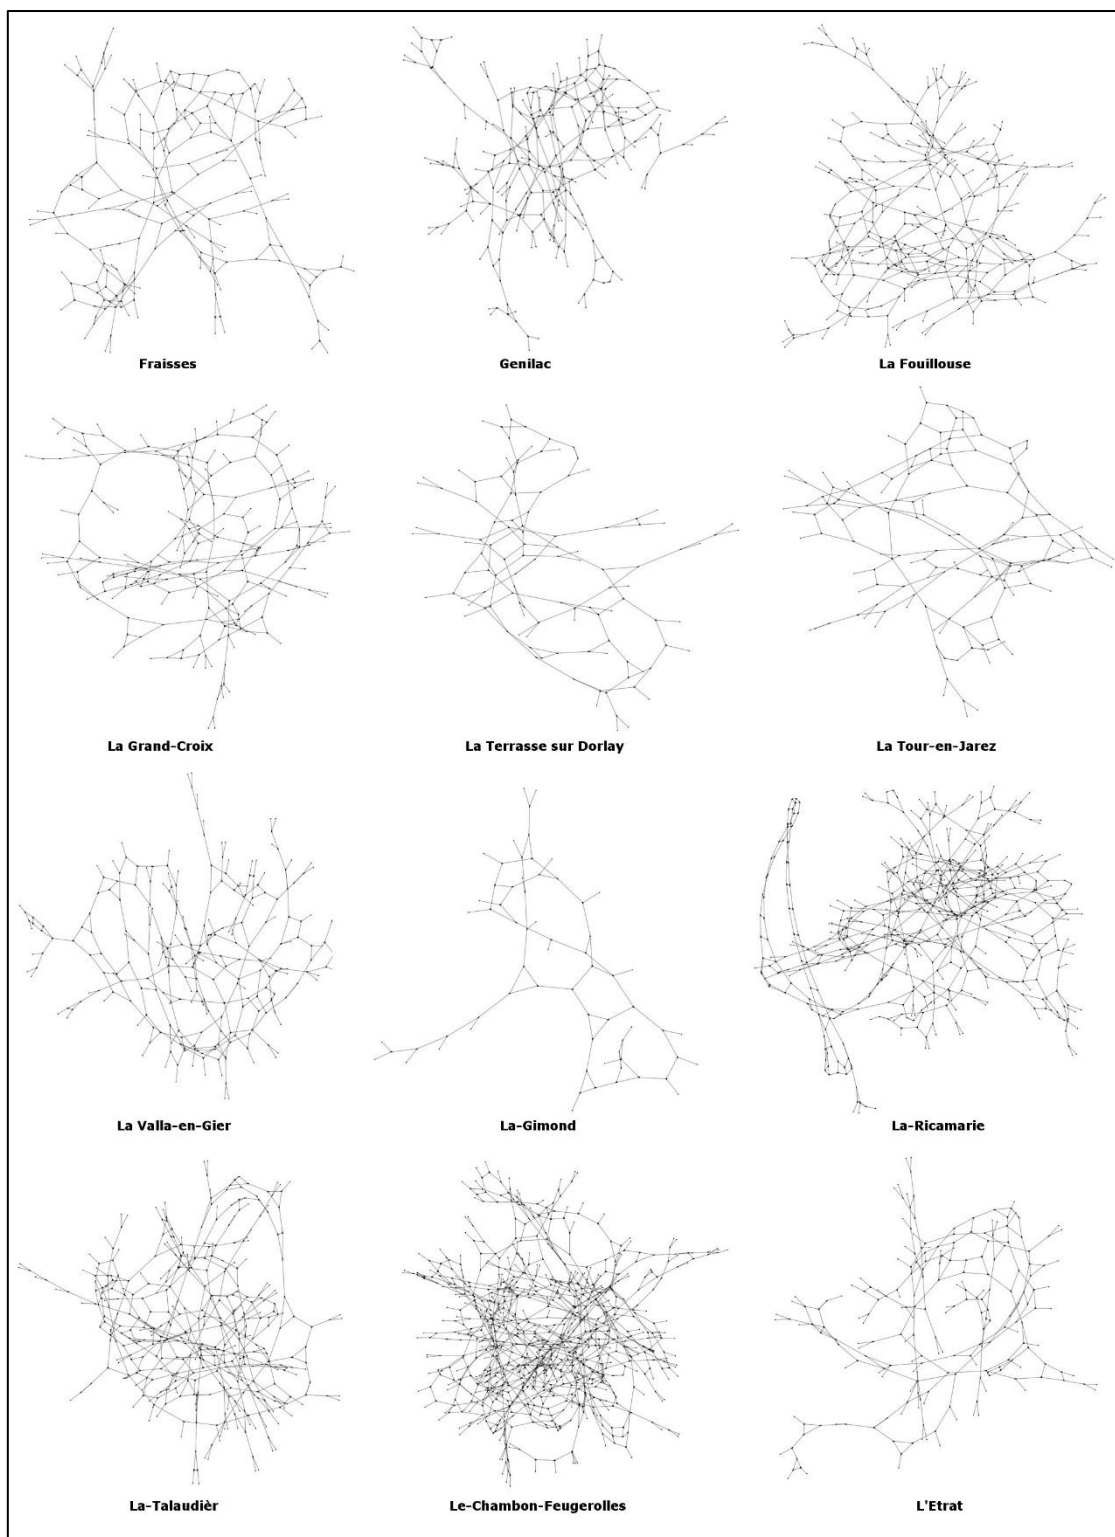 Fraisses
Genilac
La Fouillouse
La Grand-Croix
La Terrasse sur Dorlay
La Tour-en-Jarez
La Valla-en-Gier
La-Gimond
La-Ricamarie
La-Talaudièr
Le-Chambon-Feugerolles
L'Etrat